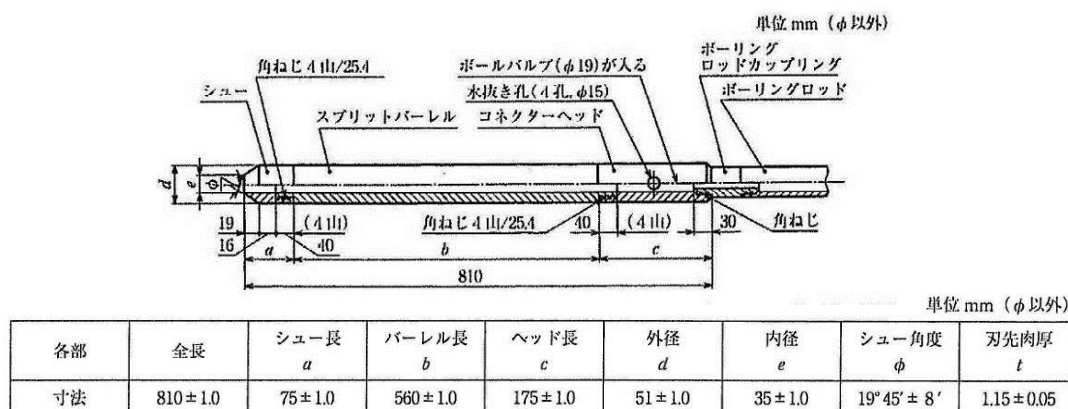 単位 mm(φ以外)
角ねじ4山/25.4
シュー
スプリットバーレル
ボールバルブ(φ19)が入る
水抜き孔(4孔,φ15)
コネクターヘッド
ボーリング
ロッドカップリング
ボーリングロッド
d
e
φ
19
16
a
40
(4山)
b
角ねじ4山/25.4
40
(4山)
c
30
角ねじ
810
単位 mm(φ以外)
各部 全長 シュー長 a バーレル長 b ヘッド長 c 外径 d 内径 e シュー角度 φ 刃先肉厚 t
寸法 810±1.0 75±1.0 560±1.0 175±1.0 51±1.0 35±1.0 19°45′±8′ 1.15±0.05